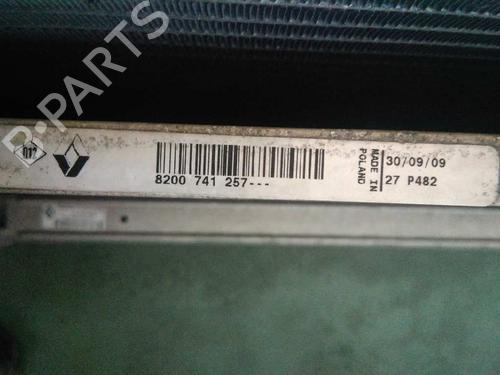 B-PARTS
8200 741 257---
MADE IN
POLAND
30/09/09
27 P482